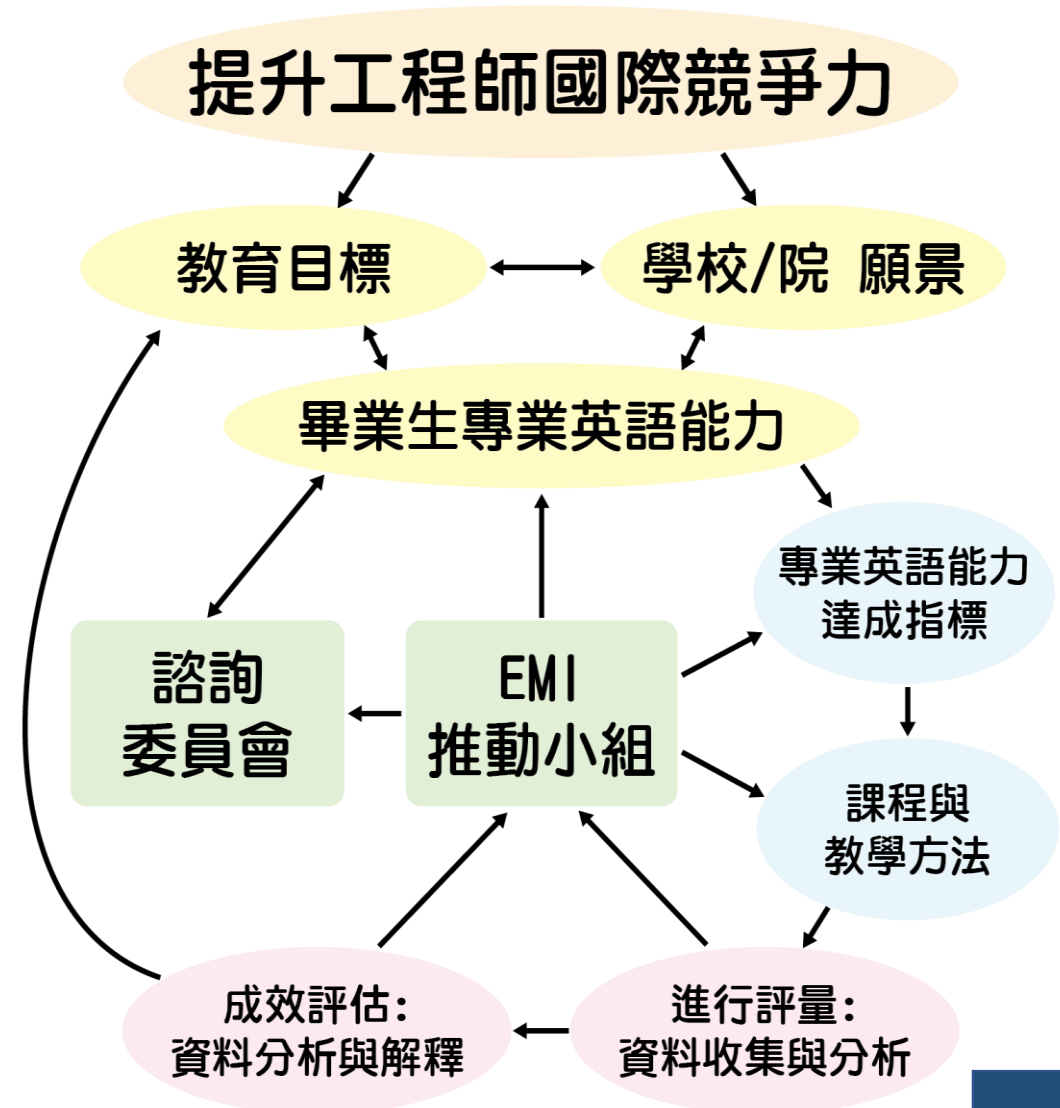 提升工程師國際競爭力
教育目標
學校/院 願景
畢業生專業英語能力
專業英語能力
達成指標
諮詢
委員會
EMI
推動小組
課程與
教學方法
成效評估:
資料分析與解釋
進行評量:
資料收集與分析